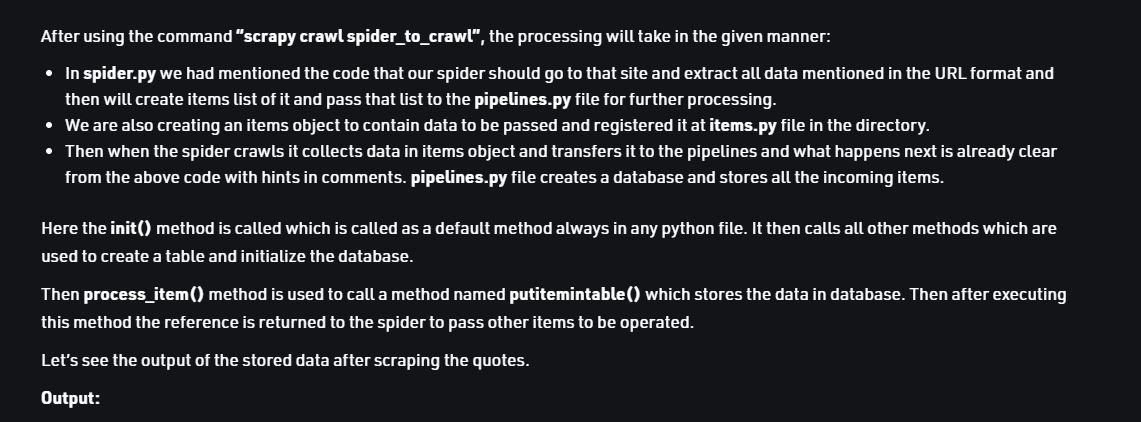 After using the command “scrapy crawl spider_to_crawl”, the processing will take in the given manner:
• In spider.py we had mentioned the code that our spider should go to that site and extract all data mentioned in the URL format and
then will create items list of it and pass that list to the pipelines.py file for further processing.
• We are also creating an items object to contain data to be passed and registered it at items.py file in the directory.
• Then when the spider crawls it collects data in items object and transfers it to the pipelines and what happens next is already clear
from the above code with hints in comments. pipelines.py file creates a database and stores all the incoming items.
Here the init() method is called which is called as a default method always in any python file. It then calls all other methods which are
used to create a table and initialize the database.
Then process_item() method is used to call a method named putitemintable() which stores the data in database. Then after executing
this method the reference is returned to the spider to pass other items to be operated.
Let’s see the output of the stored data after scraping the quotes.
Output: